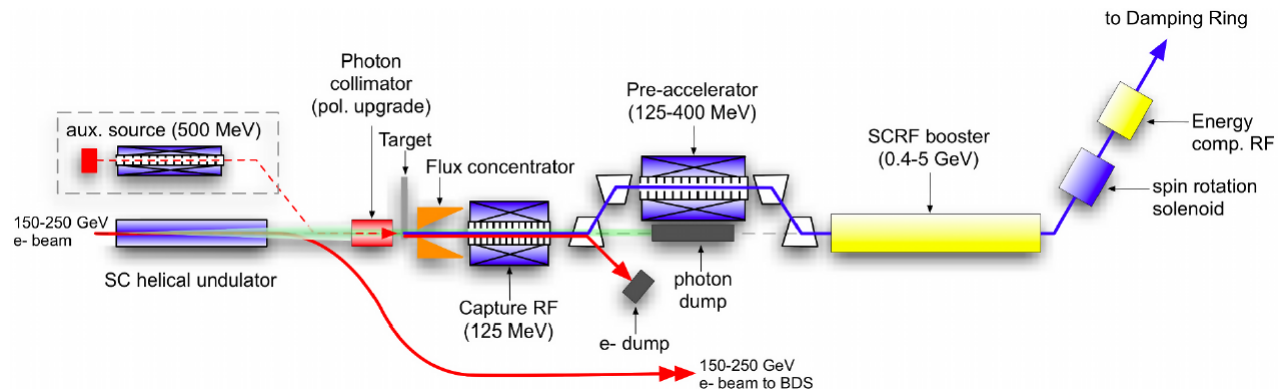 to Damping Ring
Photon
collimator
(pol. upgrade)
Pre-accelerator
(125-400 MeV)
aux. source (500 MeV)
Target
SCRF booster
(0.4-5 GeV)
Energy
comp. RF
Flux concentrator
spin rotation
solenoid
150-250 GeV
e- beam
SC helical undulator
photon
dump
Capture RF
(125 MeV)
e- dump
150-250 GeV
e- beam to BDS